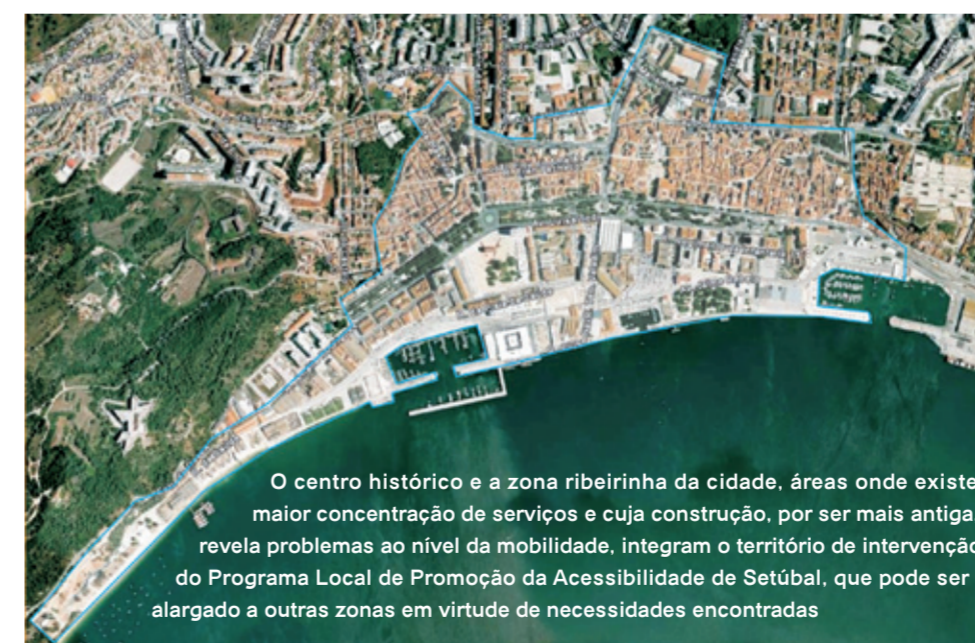 O centro histórico e a zona ribeirinha da cidade, áreas onde existe
maior concentração de serviços e cuja construção, por ser mais antiga
revela problemas ao nível da mobilidade, integram o território de intervenção
do Programa Local de Promoção da Acessibilidade de Setúbal, que pode ser
alargado a outras zonas em virtude de necessidades encontradas